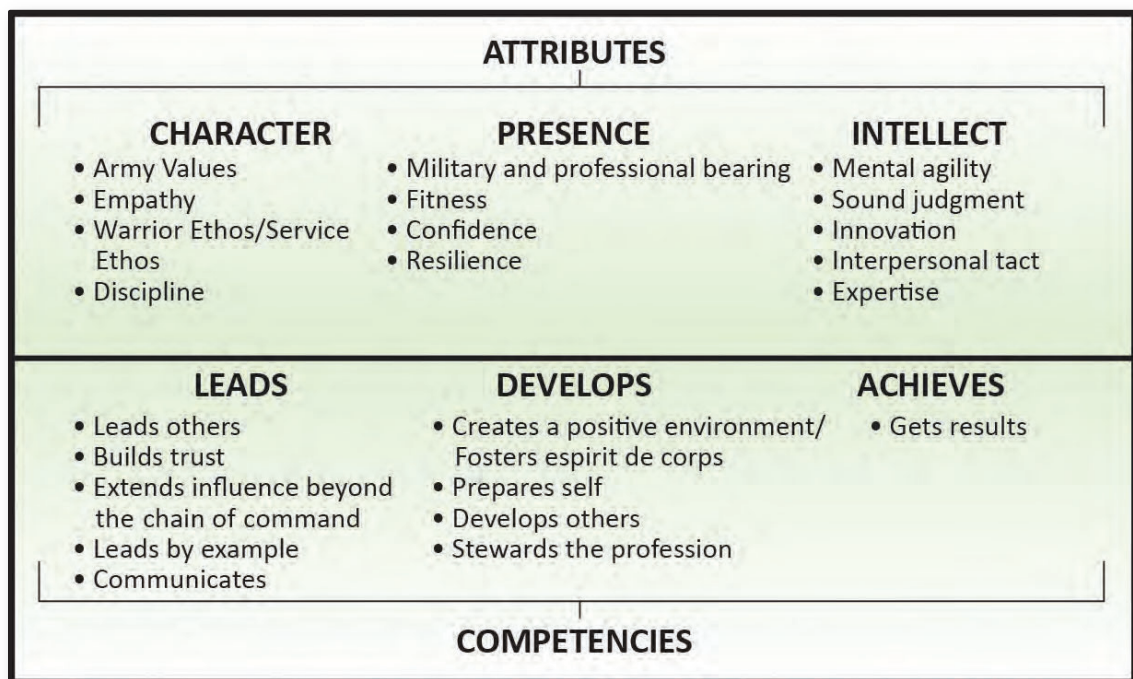 ATTRIBUTES
CHARACTER
• Army Values
• Empathy
• Warrior Ethos/Service
Ethos
• Discipline
PRESENCE
• Military and professional bearing
• Fitness
• Confidence
• Resilience
INTELLECT
• Mental agility
• Sound judgment
• Innovation
• Interpersonal tact
• Expertise
LEADS
• Leads others
• Builds trust
• Extends influence beyond
the chain of command
• Leads by example
• Communicates
DEVELOPS
• Creates a positive environment/
Fosters espirit de corps
• Prepares self
• Develops others
• Stewards the profession
ACHIEVES
• Gets results
COMPETENCIES